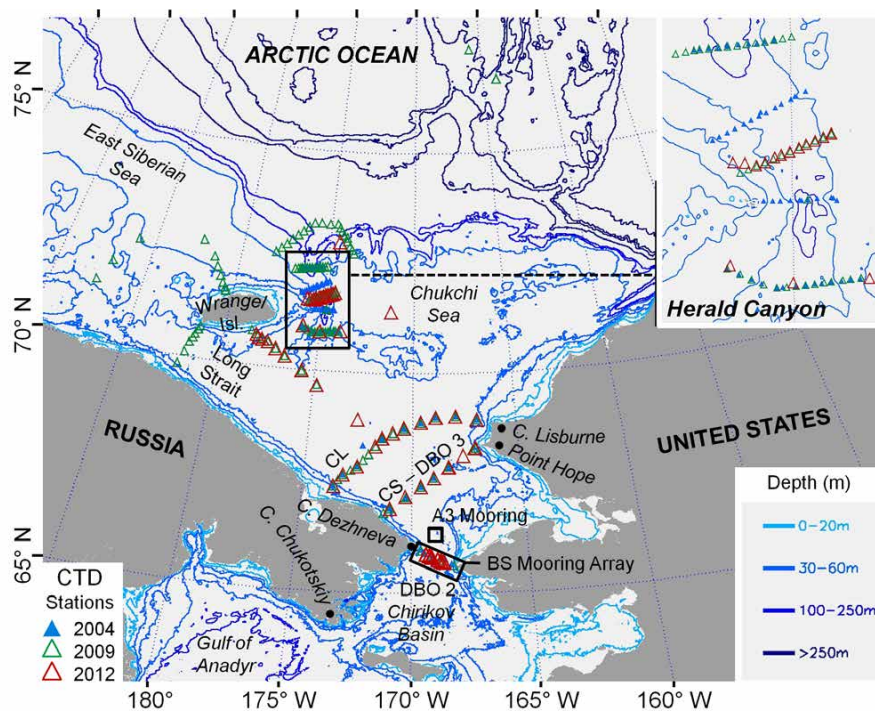 ARCTIC OCEAN
75° N
East Siberian
Sea
Wrangel
Isl
Chukchi
Sea
Herald Canyon
70° N
Long
Strait
RUSSIA
UNITED STATES
C. Lisburne
Point Hope
CL
CS – DBO 3
C. Dezhneva
A3 Mooring
C. Chukotskiy
BS Mooring Array
DBO 2
Chirikov
Basin
65° N
Gulf of
Anadyr
CTD
Stations
2004
2009
2012
Depth (m)
0-20m
30-60m
100-250m
>250m
180°
175° W
170° W
165° W
160° W